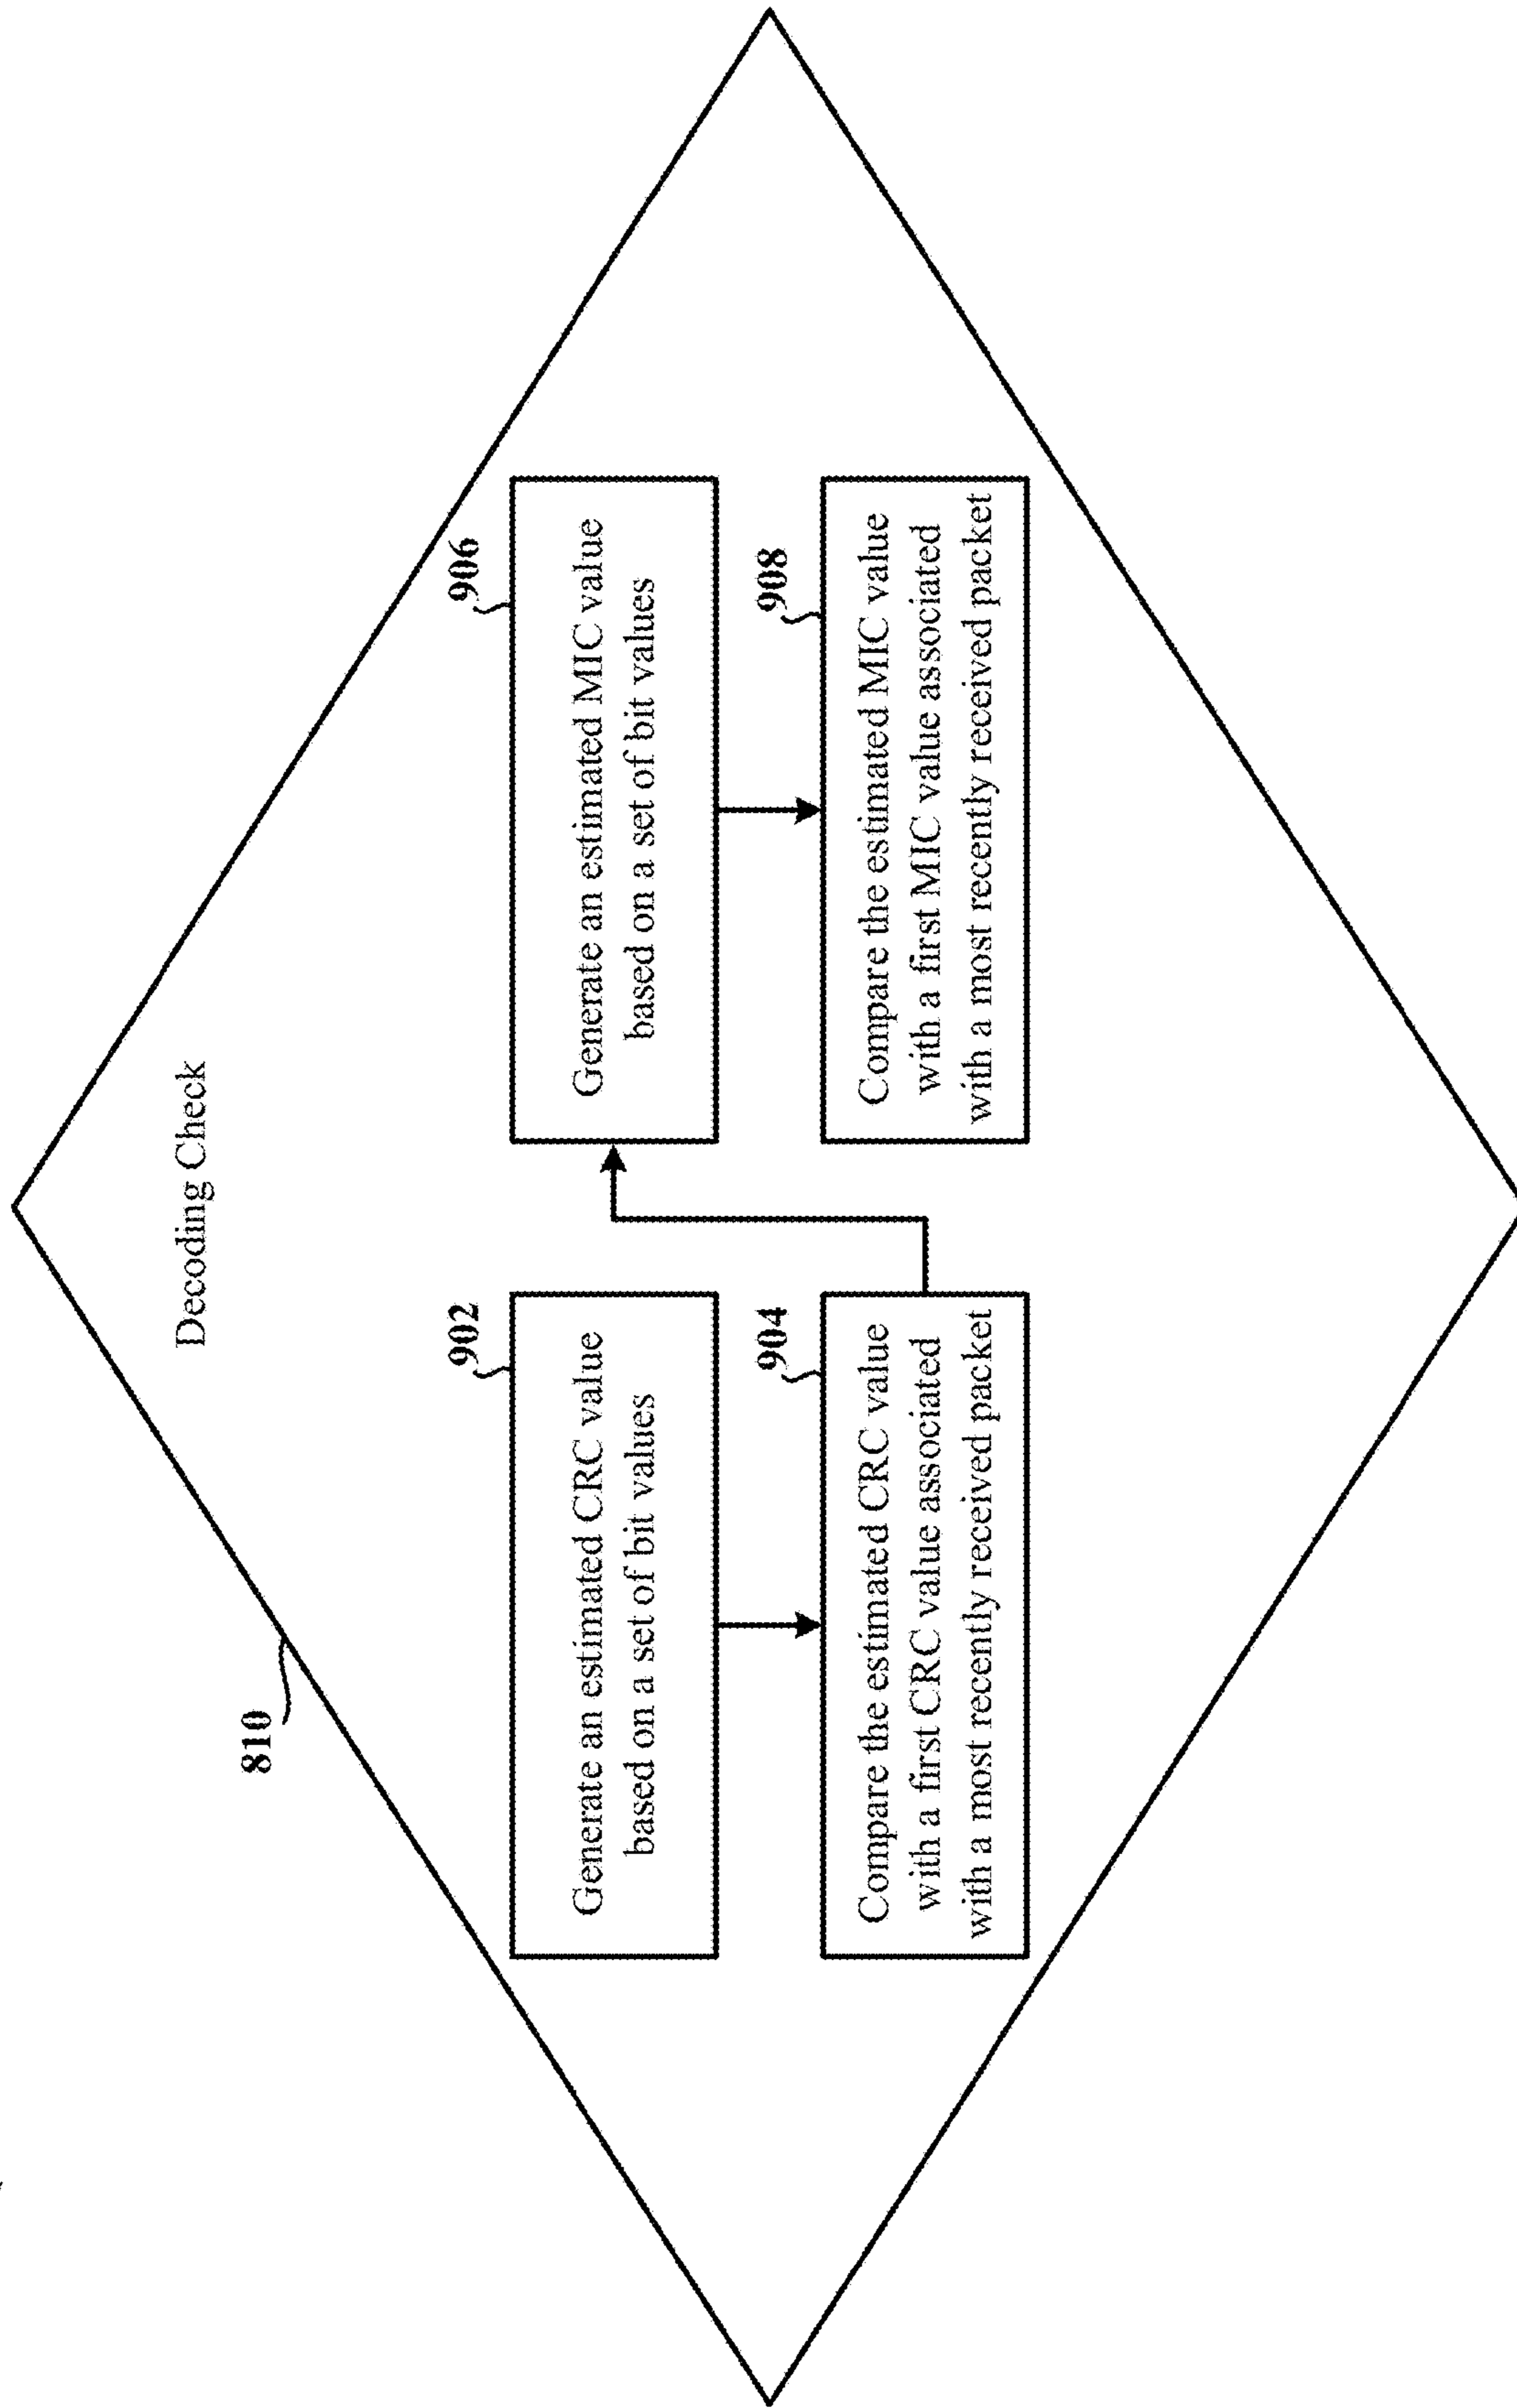 Decoding Check
810
902
Generate an estimated CRC value
based on a set of bit values
904
Compare the estimated CRC value
with a first CRC value associated
with a most recently received packet
906
Generate an estimated MIC value
based on a set of bit values
908
Compare the estimated MIC value
with a first MIC value associated
with a most recently received packet